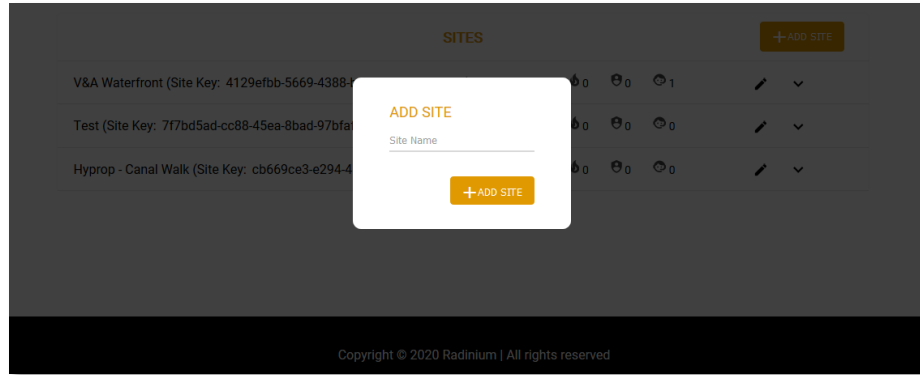 SITES
+ADD SITE
V&A Waterfront (Site Key: 4129efbb-5669-4388-
0 0 1
Test (Site Key: 7f7bd5ad-cc88-45ea-8bad-97bfa
0 0 0
Hyprop - Canal Walk (Site Key: cb669ce3-e294-4
0 0 0
ADD SITE
Site Name
+ADD SITE
Copyright © 2020 Radinium | All rights reserved